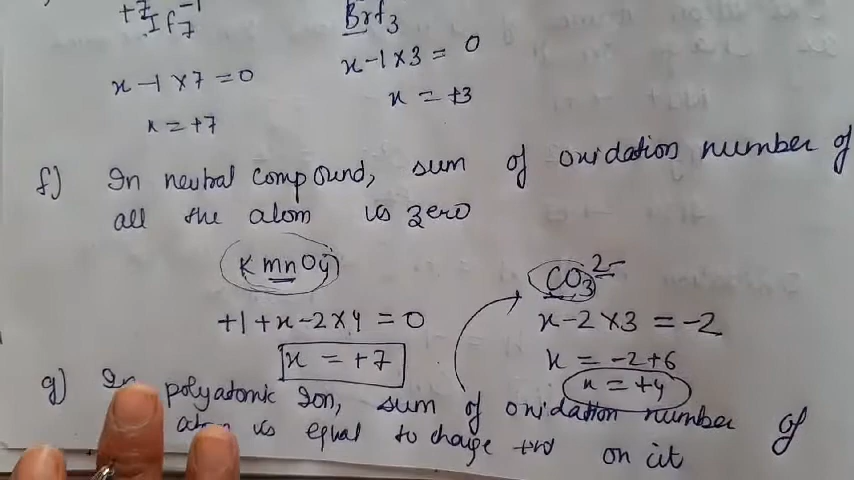 +7 -1
IF7 BrF3
x-1×7=0 x-1×3 = 0
x = +7 x = +3
f) In neutral compound, sum of oxidation number of
all the atom is zero
KmnO4 CO3 2-
+1+x-2×4 = 0 x-2×3 = -2
x = +7 x = -2+6
x = +4
g) In polyatomic Ion, sum of oxidation number of
atom is equal to charge on it